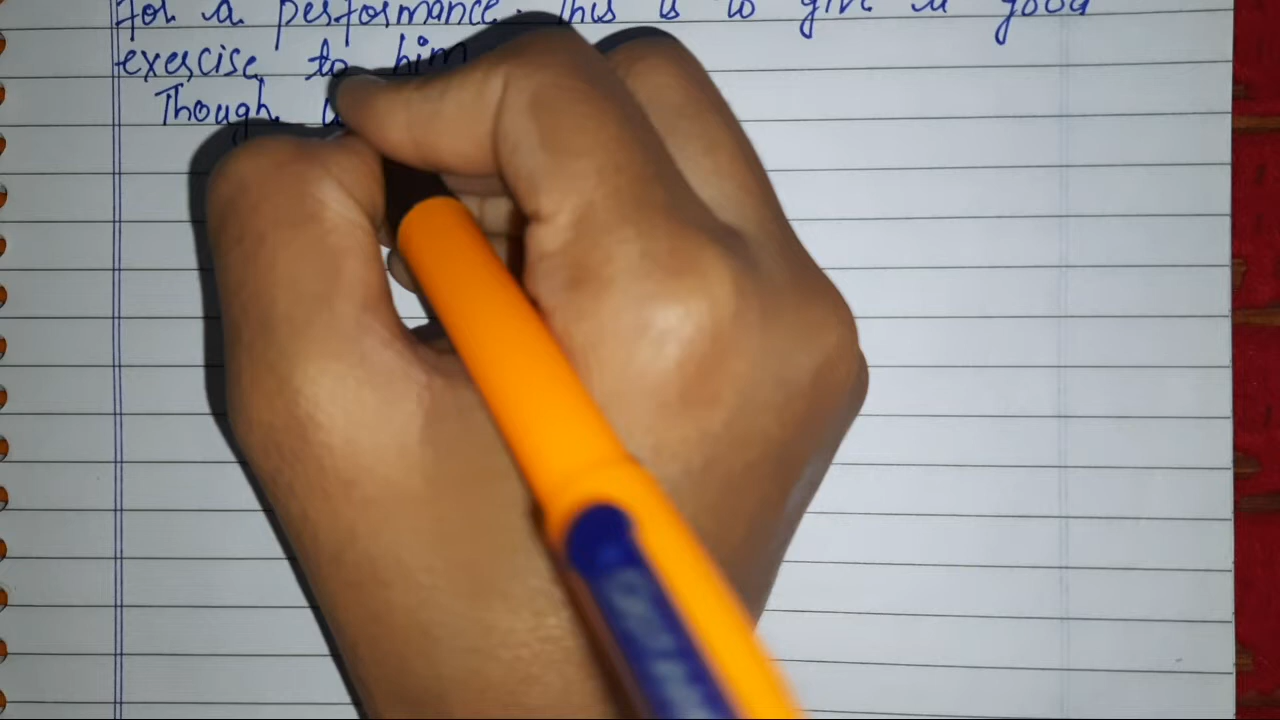 for a performance. This is to give a good
exercise to him
Though